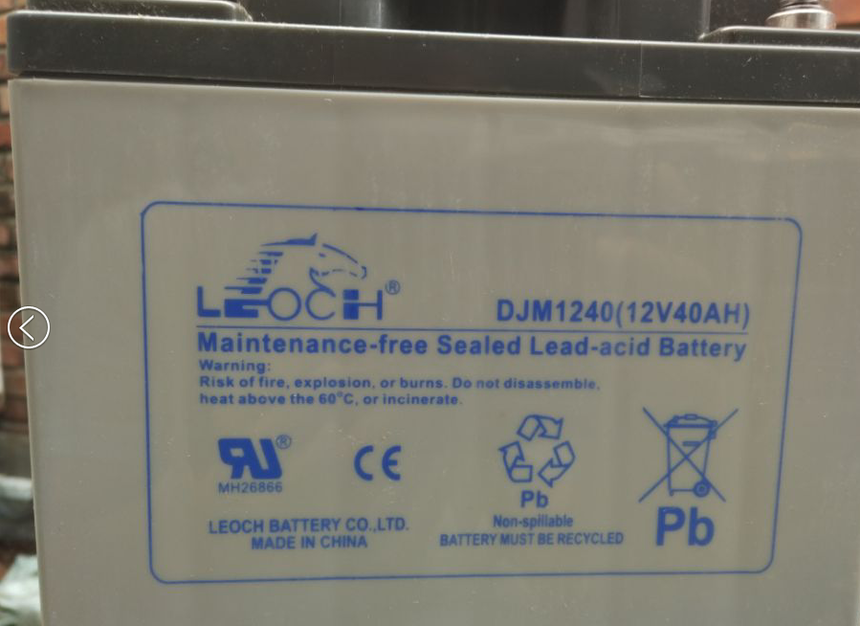 LEOCH®
DJM1240(12V40AH)
Maintenance-free Sealed Lead-acid Battery
Warning:
Risk of fire, explosion, or burns. Do not disassemble,
heat above the 60°C, or incinerate.
RU®
MH26866
CE
Pb
Non-spillable
BATTERY MUST BE RECYCLED
Pb
LEOCH BATTERY CO.,LTD.
MADE IN CHINA